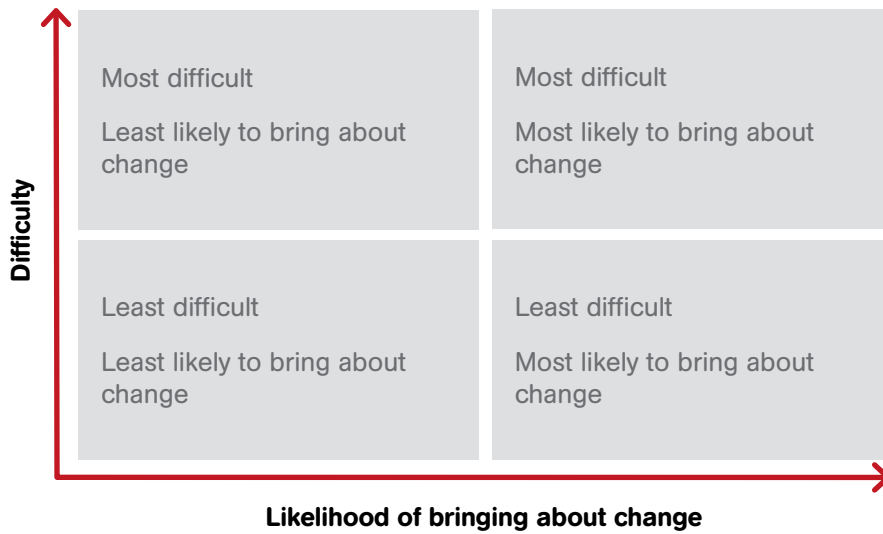 Most difficult
Least likely to bring about
change
Most difficult
Most likely to bring about
change
Difficulty
Least difficult
Least likely to bring about
change
Least difficult
Most likely to bring about
change
Likelihood of bringing about change